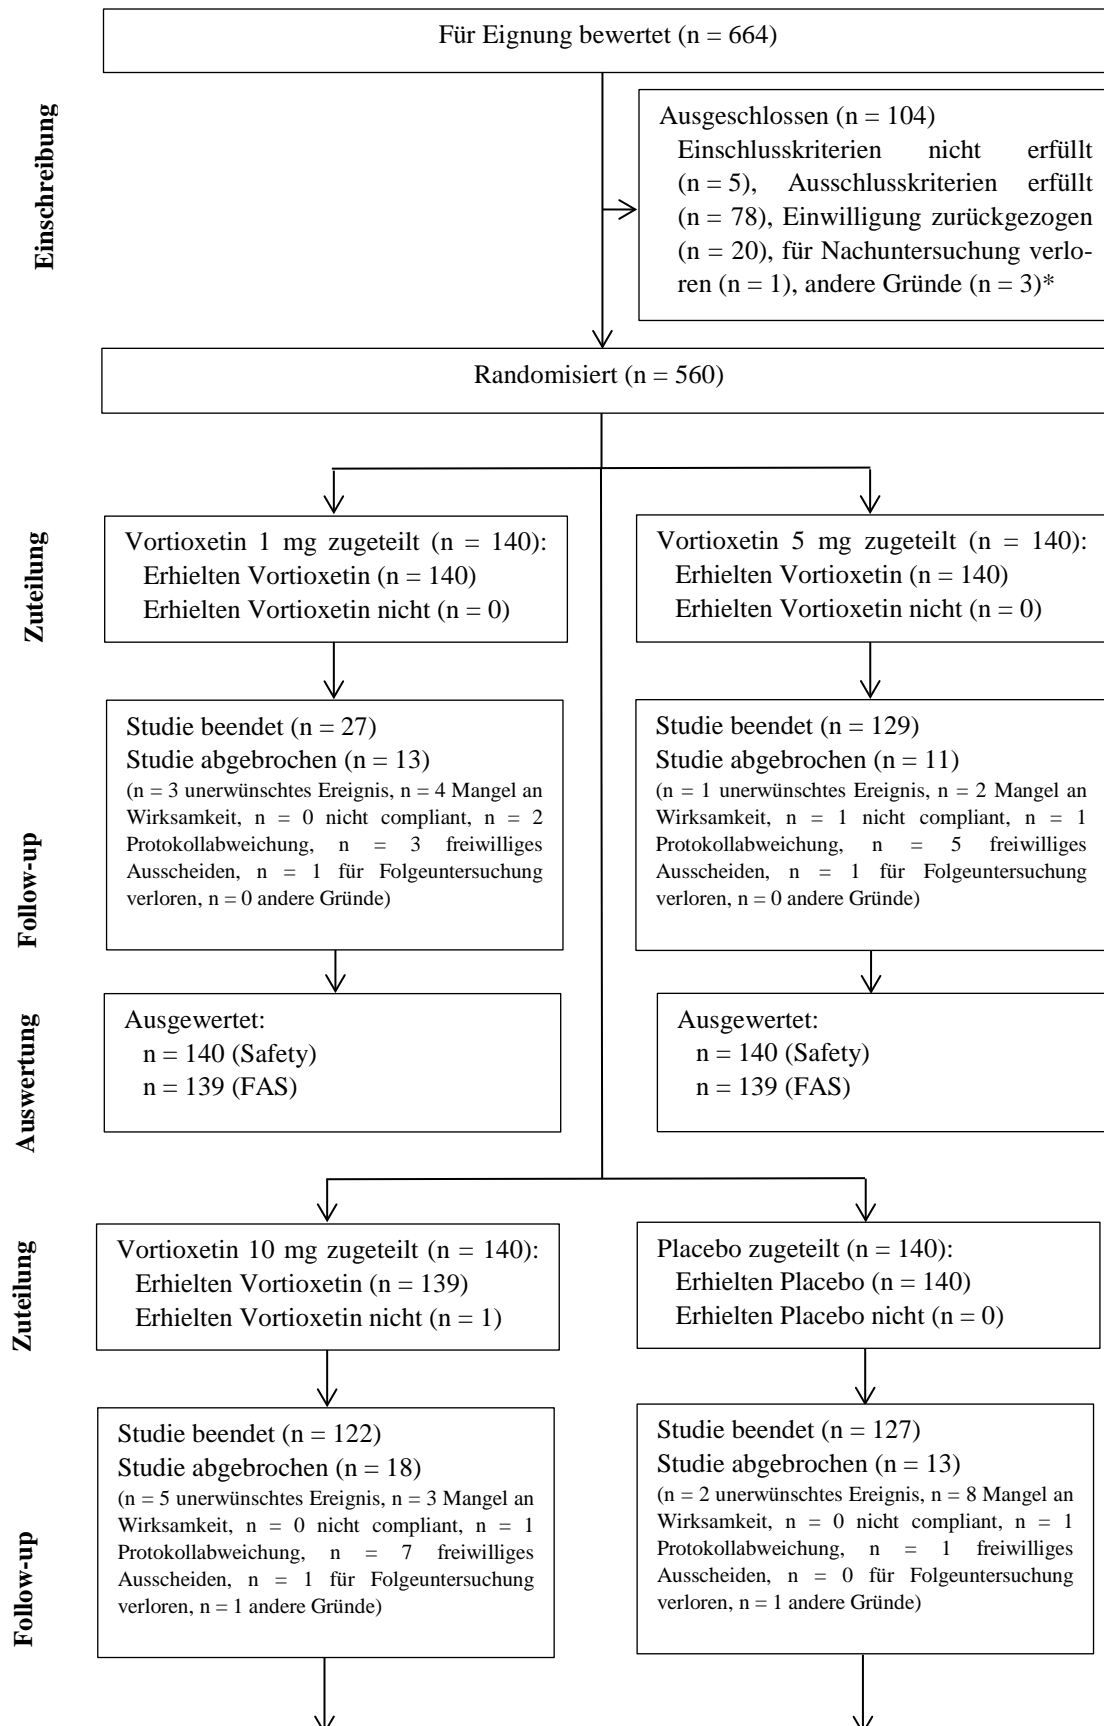 Für Eignung bewertet (n = 664)
Einschreibung
Ausgeschlossen (n = 104)
Einschlusskriterien nicht erfüllt
(n = 5), Ausschlusskriterien erfüllt
(n = 78), Einwilligung zurückgezogen
(n = 20), für Nachuntersuchung verlo-
ren (n = 1), andere Gründe (n = 3)*
Randomisiert (n = 560)
Zuteilung
Vortioxetin 1 mg zugeteilt (n = 140):
Erhielten Vortioxetin (n = 140)
Erhielten Vortioxetin nicht (n = 0)
Vortioxetin 5 mg zugeteilt (n = 140):
Erhielten Vortioxetin (n = 140)
Erhielten Vortioxetin nicht (n = 0)
Follow-up
Studie beendet (n = 27)
Studie abgebrochen (n = 13)
(n = 3 unerwünschtes Ereignis, n = 4 Mangel an
Wirksamkeit, n = 0 nicht compliant, n = 2
Protokollabweichung, n = 3 freiwilliges
Ausscheiden, n = 1 für Folgeuntersuchung
verloren, n = 0 andere Gründe)
Studie beendet (n = 129)
Studie abgebrochen (n = 11)
(n = 1 unerwünschtes Ereignis, n = 2 Mangel an
Wirksamkeit, n = 1 nicht compliant, n = 1
Protokollabweichung, n = 5 freiwilliges
Ausscheiden, n = 1 für Folgeuntersuchung
verloren, n = 0 andere Gründe)
Auswertung
Ausgewertet:
n = 140 (Safety)
n = 139 (FAS)
Ausgewertet:
n = 140 (Safety)
n = 139 (FAS)
Zuteilung
Vortioxetin 10 mg zugeteilt (n = 140):
Erhielten Vortioxetin (n = 139)
Erhielten Vortioxetin nicht (n = 1)
Placebo zugeteilt (n = 140):
Erhielten Placebo (n = 140)
Erhielten Placebo nicht (n = 0)
Follow-up
Studie beendet (n = 122)
Studie abgebrochen (n = 18)
(n = 5 unerwünschtes Ereignis, n = 3 Mangel an
Wirksamkeit, n = 0 nicht compliant, n = 1
Protokollabweichung, n = 7 freiwilliges
Ausscheiden, n = 1 für Folgeuntersuchung
verloren, n = 1 andere Gründe)
Studie beendet (n = 127)
Studie abgebrochen (n = 13)
(n = 2 unerwünschtes Ereignis, n = 8 Mangel an
Wirksamkeit, n = 0 nicht compliant, n = 1
Protokollabweichung, n = 1 freiwilliges
Ausscheiden, n = 0 für Folgeuntersuchung
verloren, n = 1 andere Gründe)